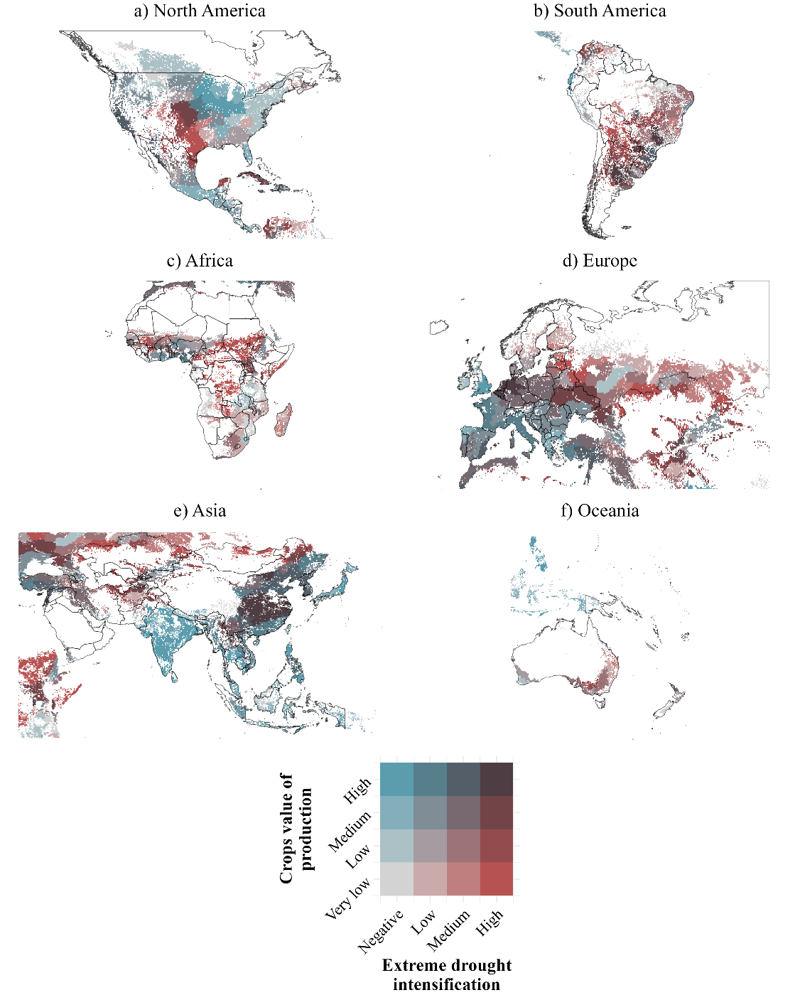 a) North America
b) South America
c) Africa
d) Europe
e) Asia
f) Oceania
Crops value of
production
High
Medium
Low
Very low
Negative
Low
Medium
High
Extreme drought
intensification